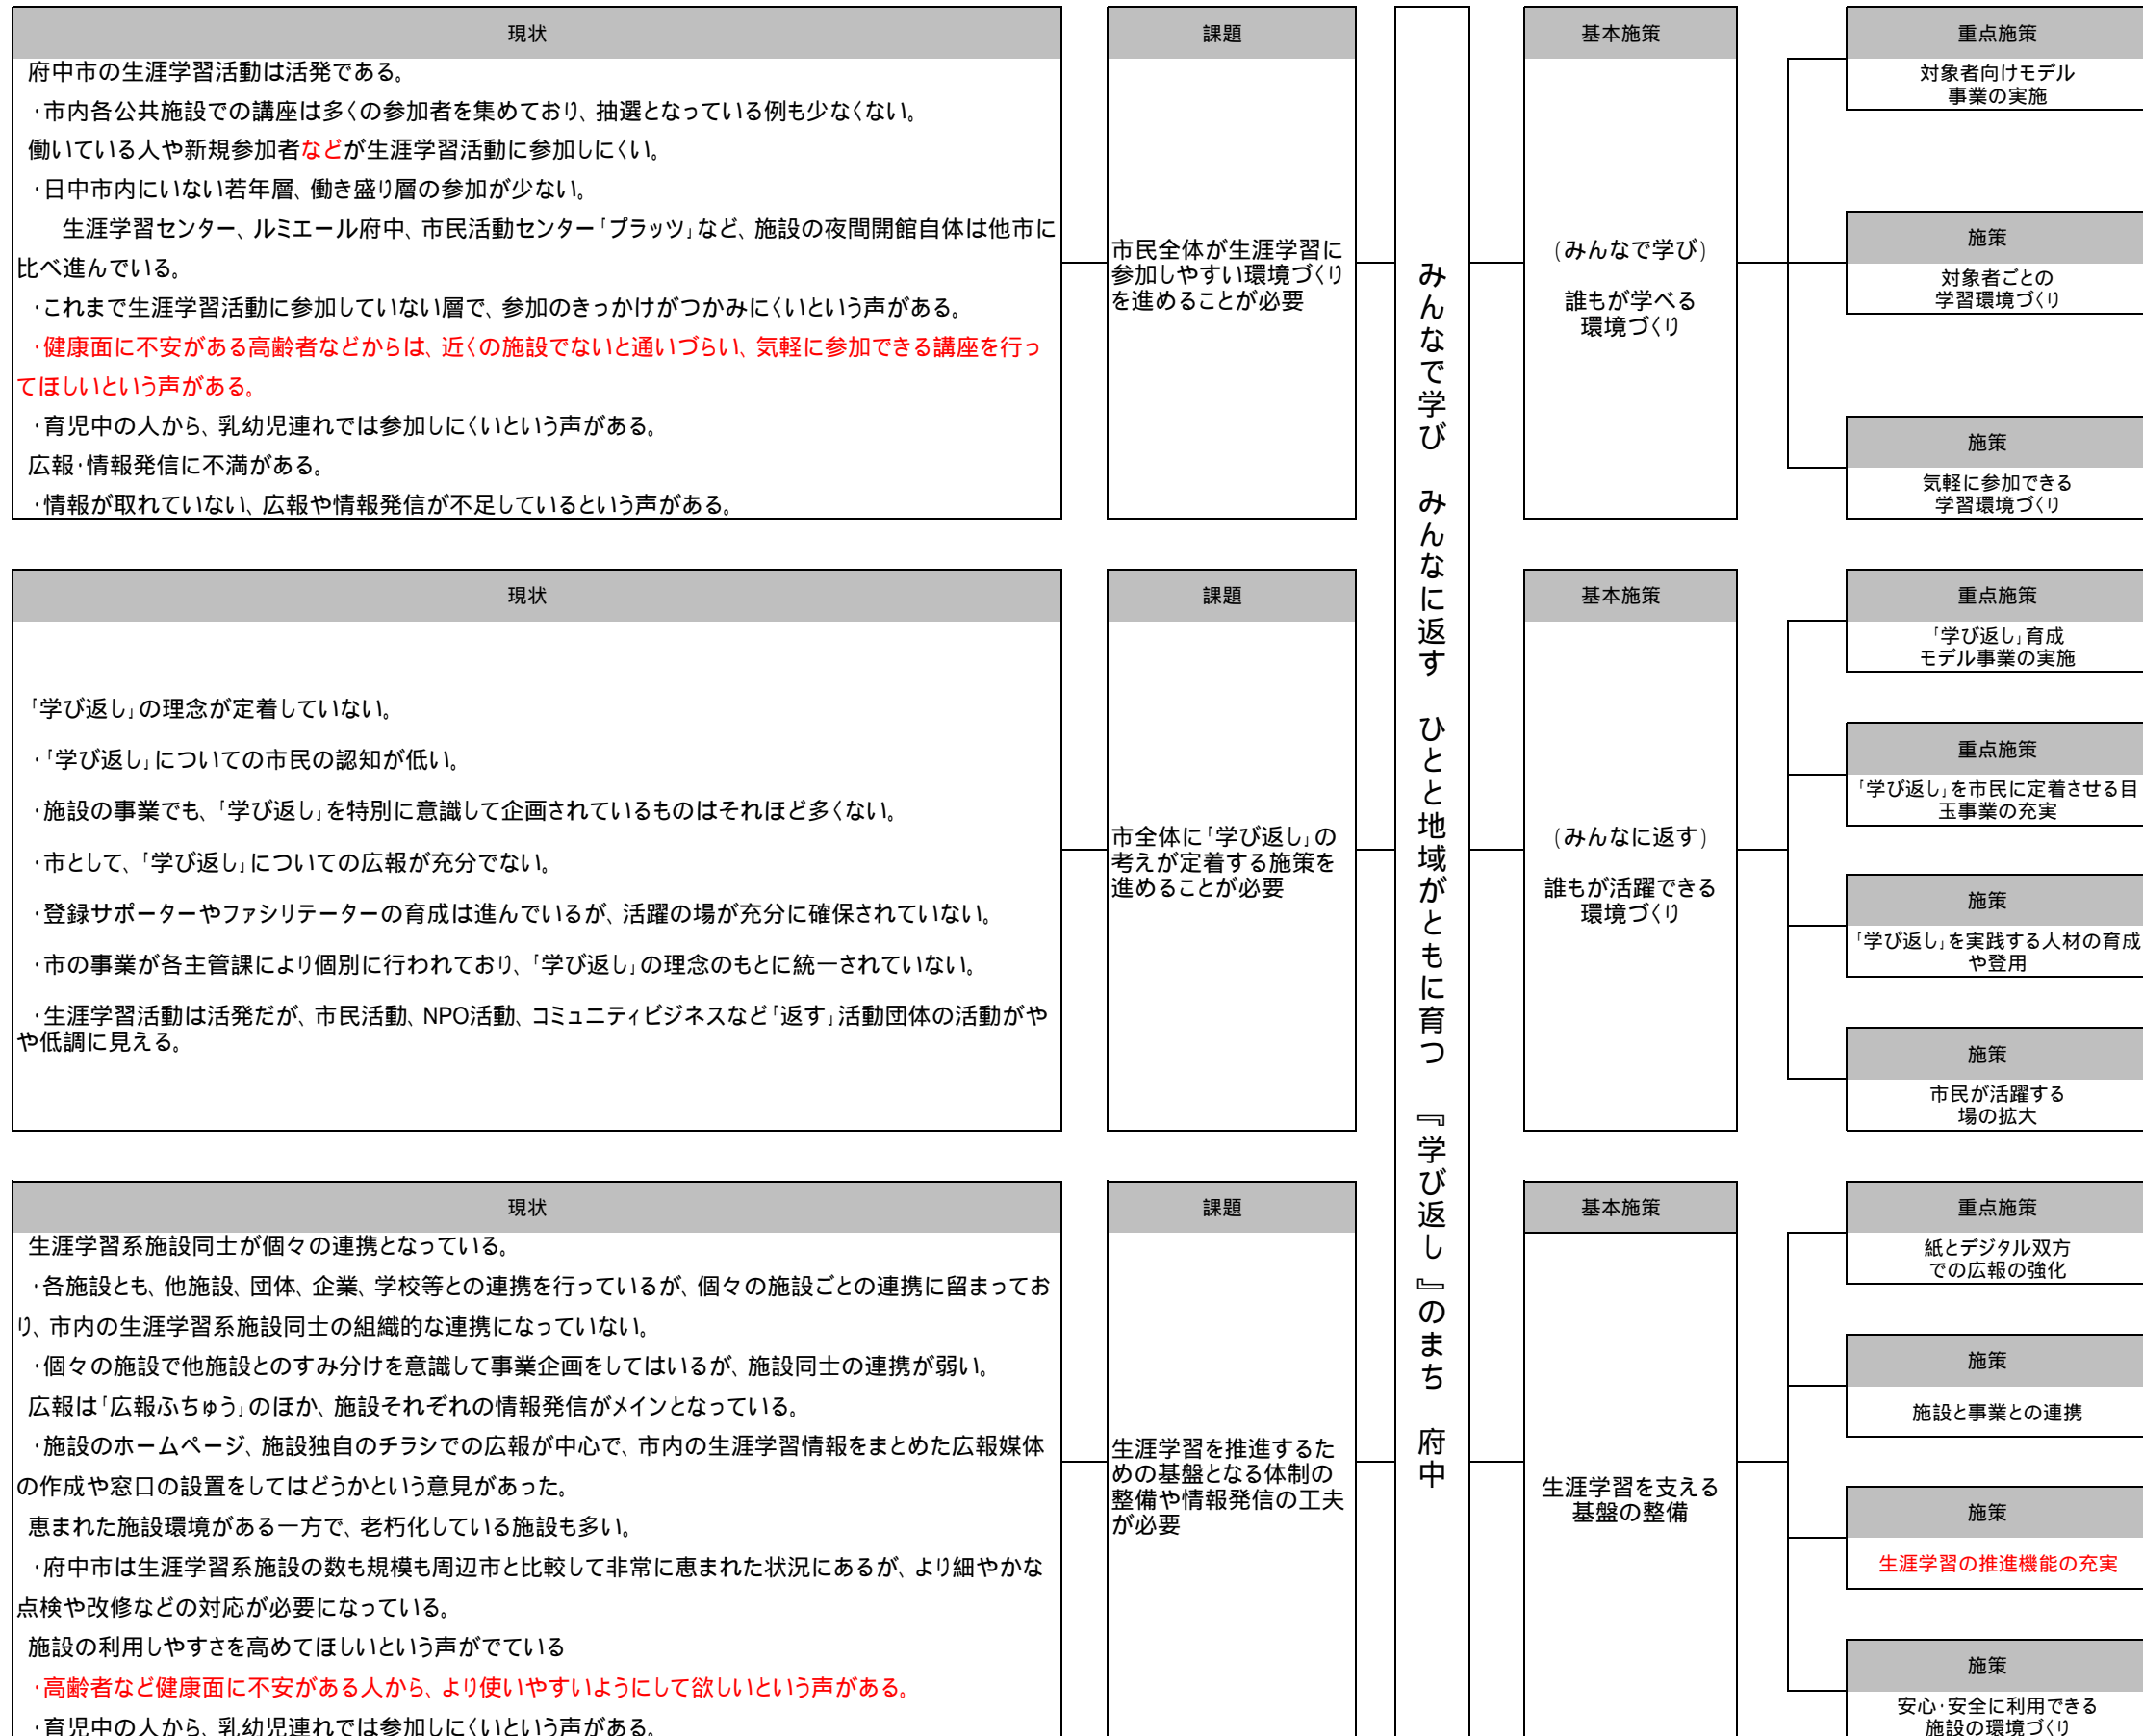 現状
府中市の生涯学習活動は活発である。
・市内各公共施設での講座は多くの参加者を集めており、抽選となっている例も少なくない。
働いている人や新規参加者などが生涯学習活動に参加しにくい。
・日中市内にいない若年層、働き盛り層の参加が少ない。
生涯学習センター、ルミエール府中、市民活動センター「プラッツ」など、施設の夜間開館自体は他市に
比べ進んでいる。
・これまで生涯学習活動に参加していない層で、参加のきっかけがつかみにくいという声がある。
・健康面に不安がある高齢者などからは、近くの施設でないと通いづらい、気軽に参加できる講座を行っ
てほしいという声がある。
・育児中の人から、乳幼児連れでは参加しにくいという声がある。
広報・情報発信に不満がある。
・情報が取れていない、広報や情報発信が不足しているという声がある。
課題
市民全体が生涯学習に
参加しやすい環境づくり
を進めることが必要
みんなで学び　みんなに返す　ひとと地域がともに育つ　『学び返し』のまち　府中
基本施策
(みんなで学び)
誰もが学べる
環境づくり
重点施策
対象者向けモデル
事業の実施
施策
対象者ごとの
学習環境づくり
施策
気軽に参加できる
学習環境づくり
現状
「学び返し」の理念が定着していない。
・「学び返し」についての市民の認知が低い。
・施設の事業でも、「学び返し」を特別に意識して企画されているものはそれほど多くない。
・市として、「学び返し」についての広報が充分でない。
・登録サポーターやファシリテーターの育成は進んでいるが、活躍の場が充分に確保されていない。
・市の事業が各主管課により個別に行われており、「学び返し」の理念のもとに統一されていない。
・生涯学習活動は活発だが、市民活動、NPO活動、コミュニティビジネスなど「返す」活動団体の活動がや
や低調に見える。
課題
市全体に「学び返し」の
考えが定着する施策を
進めることが必要
基本施策
(みんなに返す)
誰もが活躍できる
環境づくり
重点施策
「学び返し」育成
モデル事業の実施
重点施策
「学び返し」を市民に定着させる目
玉事業の充実
施策
「学び返し」を実践する人材の育成
や登用
施策
市民が活躍する
場の拡大
現状
生涯学習系施設同士が個々の連携となっている。
・各施設とも、他施設、団体、企業、学校等との連携を行っているが、個々の施設ごとの連携に留まってお
り、市内の生涯学習系施設同士の組織的な連携になっていない。
・個々の施設で他施設とのすみ分けを意識して事業企画をしてはいるが、施設同士の連携が弱い。
広報は「広報ふちゅう」のほか、施設それぞれの情報発信がメインとなっている。
・施設のホームページ、施設独自のチラシでの広報が中心で、市内の生涯学習情報をまとめた広報媒体
の作成や窓口の設置をしてはどうかという意見があった。
恵まれた施設環境がある一方で、老朽化している施設も多い。
・府中市は生涯学習系施設の数も規模も周辺市と比較して非常に恵まれた状況にあるが、より細やかな
点検や改修などの対応が必要になっている。
施設の利用しやすさを高めてほしいという声がでている
・高齢者など健康面に不安がある人から、より使いやすいようにして欲しいという声がある。
・育児中の人から、乳幼児連れでは参加しにくいという声がある。
課題
生涯学習を推進するた
めの基盤となる体制の
整備や情報発信の工夫
が必要
基本施策
生涯学習を支える
基盤の整備
重点施策
紙とデジタル双方
での広報の強化
施策
施設と事業との連携
施策
生涯学習の推進機能の充実
施策
安心・安全に利用できる
施設の環境づくり